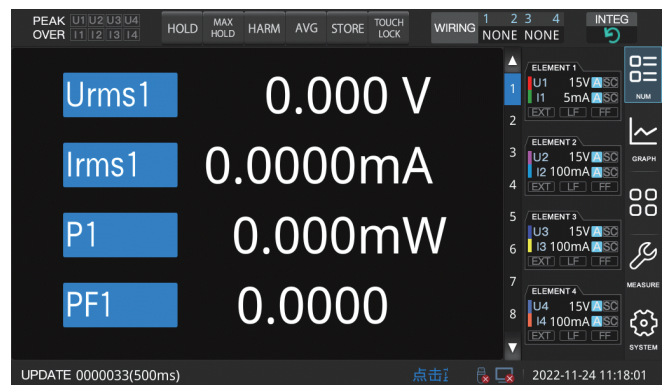 PEAK U1 U2 U3 U4
OVER I1 I2 I3 I4
HOLD
MAX HOLD
HARM
AVG
STORE
TOUCH LOCK
WIRING
1 2 3 4
NONE NONE
INTEG
Urms1 0.000 V
Irms1 0.0000mA
P1 0.000mW
PF1 0.0000
1
2
3
4
5
6
7
8
ELEMENT 1
U1 15V A SC
I1 5mA A SC
EXT LF FF
ELEMENT 2
U2 15V A SC
I2 100mA A SC
EXT LF FF
ELEMENT 3
U3 15V A SC
I3 100mA A SC
EXT LF FF
ELEMENT 4
U4 15V A SC
I4 100mA A SC
EXT LF FF
NUM
GRAPH
MEASURE
SYSTEM
UPDATE 0000033(500ms)
点击
2022-11-24 11:18:01